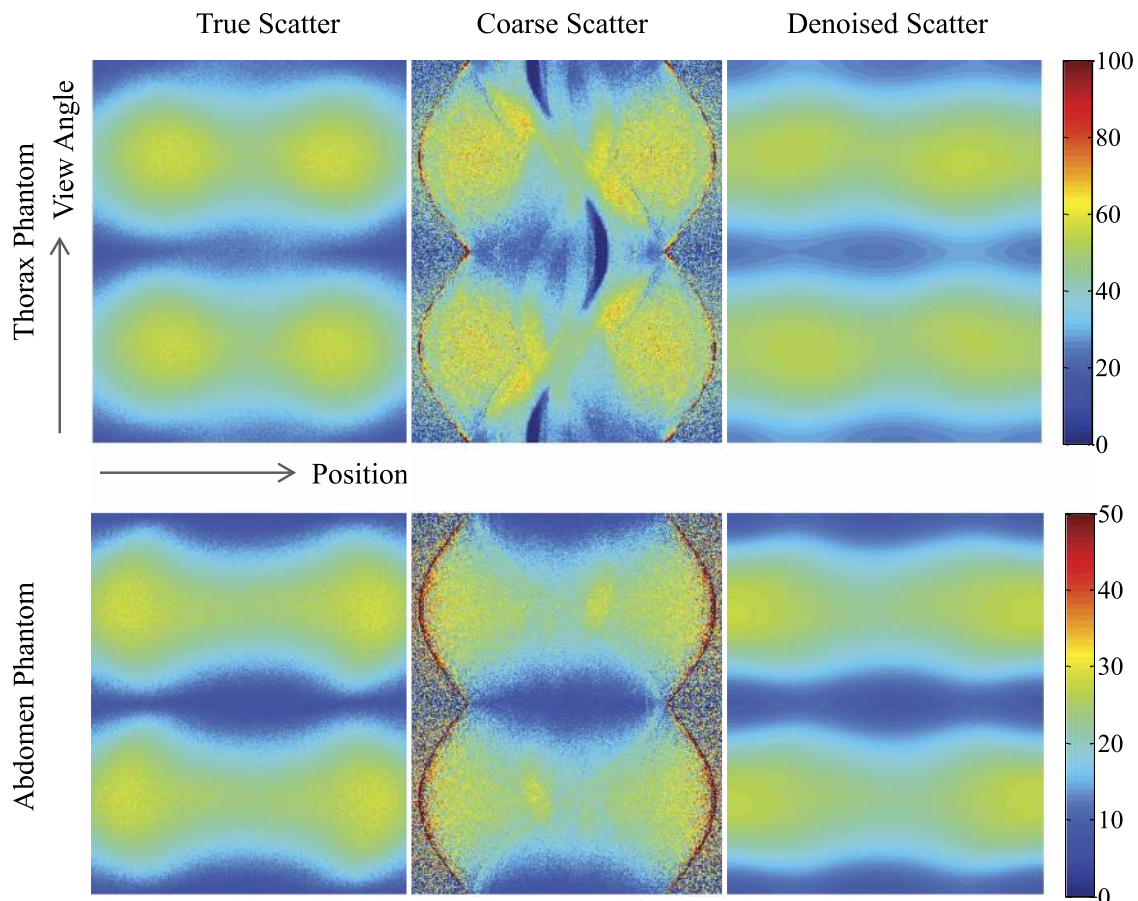 True Scatter
Coarse Scatter
Denoised Scatter
Thorax Phantom
View Angle
100
80
60
40
20
0
Position
Abdomen Phantom
50
40
30
20
10
0